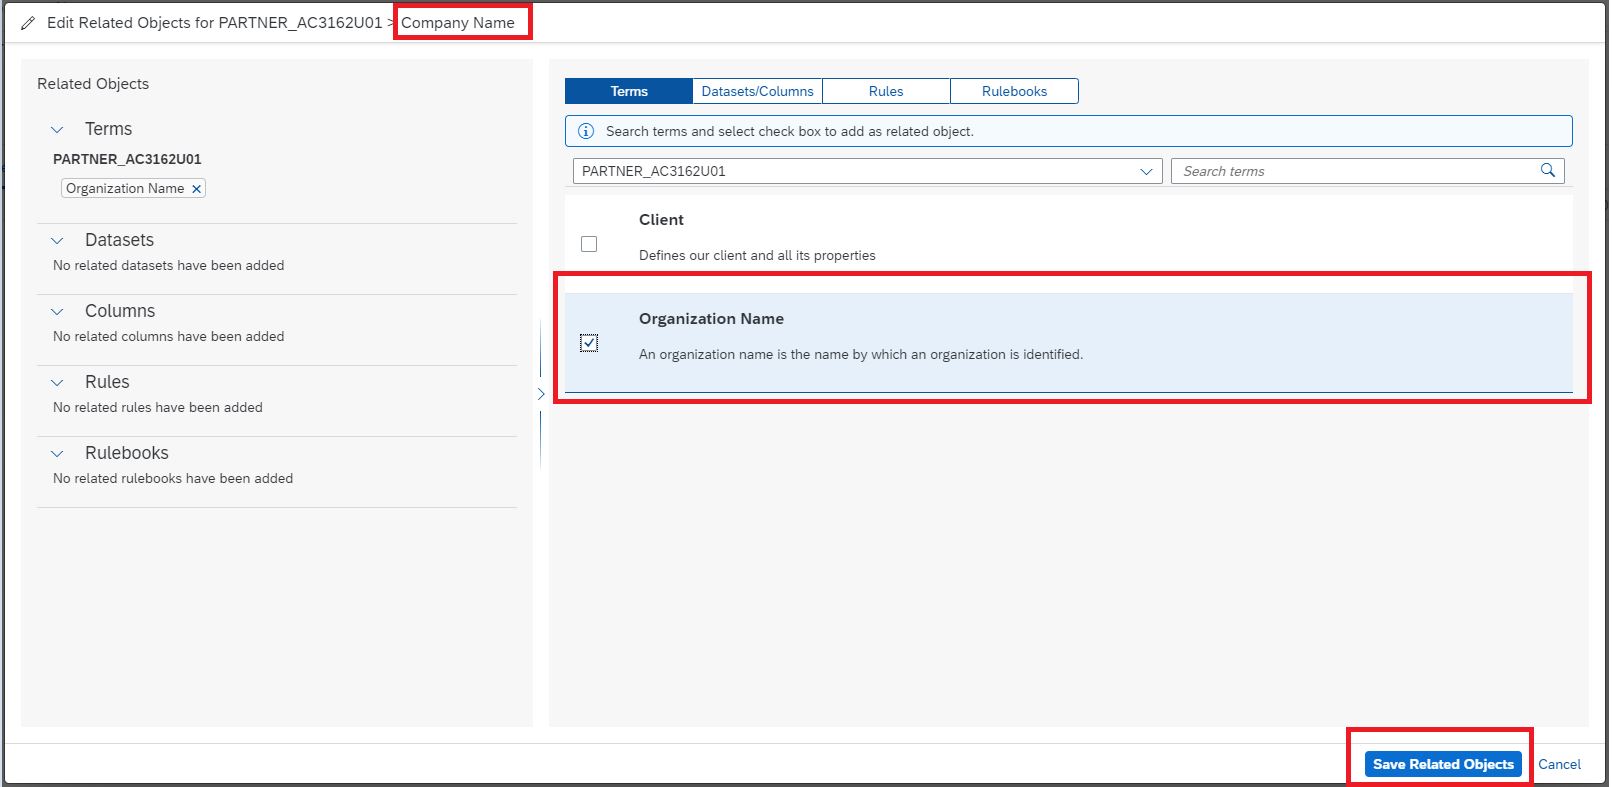 Edit Related Objects for PARTNER_AC3162U01 > Company Name
Related Objects
Terms
PARTNER_AC3162U01
Organization Name ×
Datasets
No related datasets have been added
Columns
No related columns have been added
Rules
No related rules have been added
Rulebooks
No related rulebooks have been added
Terms Datasets/Columns Rules Rulebooks
Search terms and select check box to add as related object.
PARTNER_AC3162U01 Search terms
Client
Defines our client and all its properties
Organization Name
An organization name is the name by which an organization is identified.
Save Related Objects Cancel